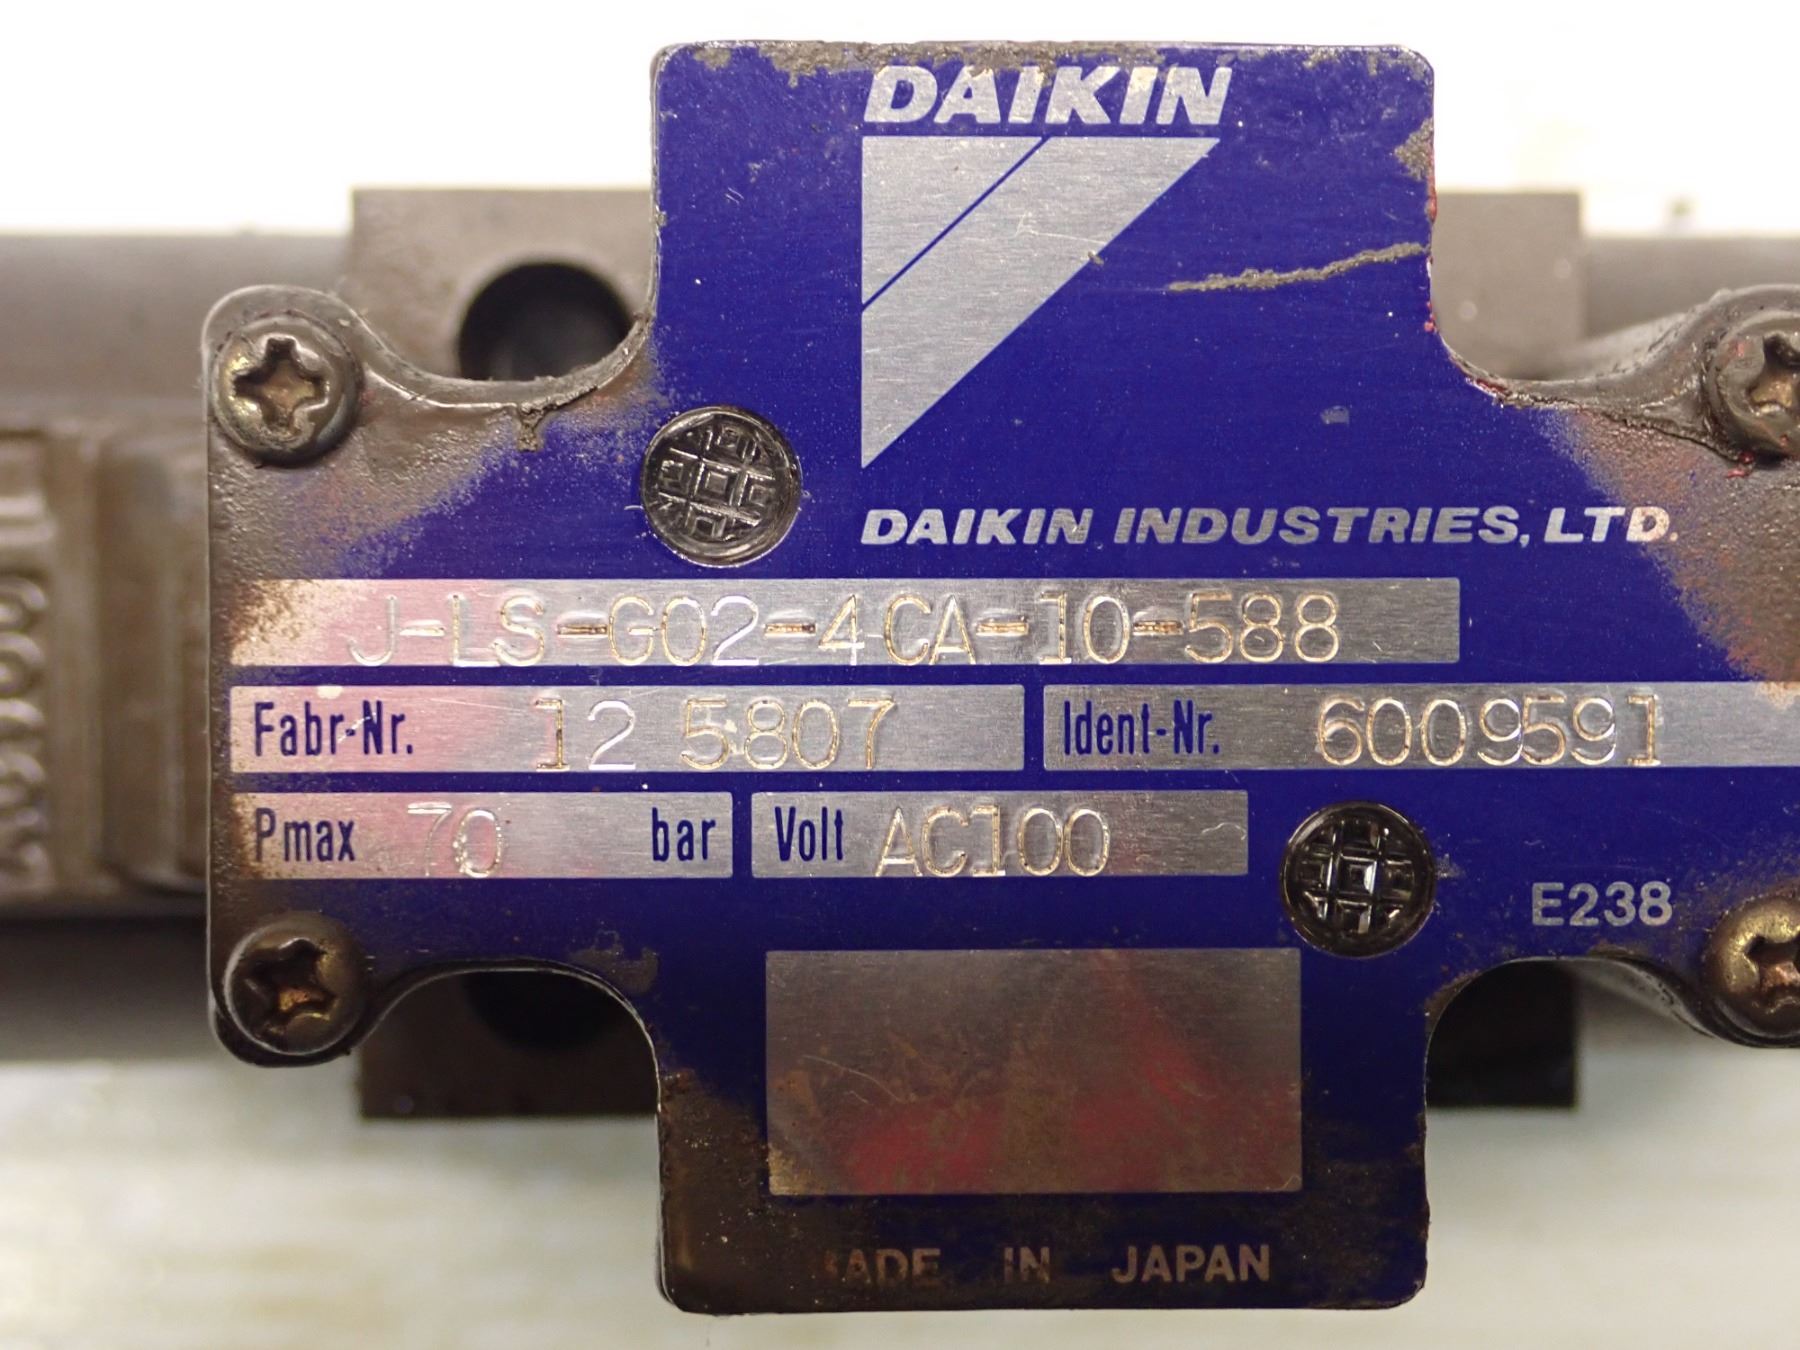 DAIKIN
DAIKIN INDUSTRIES, LTD.
J-LS-G02-4CA-10-588
Fabr-Nr. 12 5807 Ident-Nr. 6009591
Pmax 70 bar Volt AC100
E238
MADE IN JAPAN